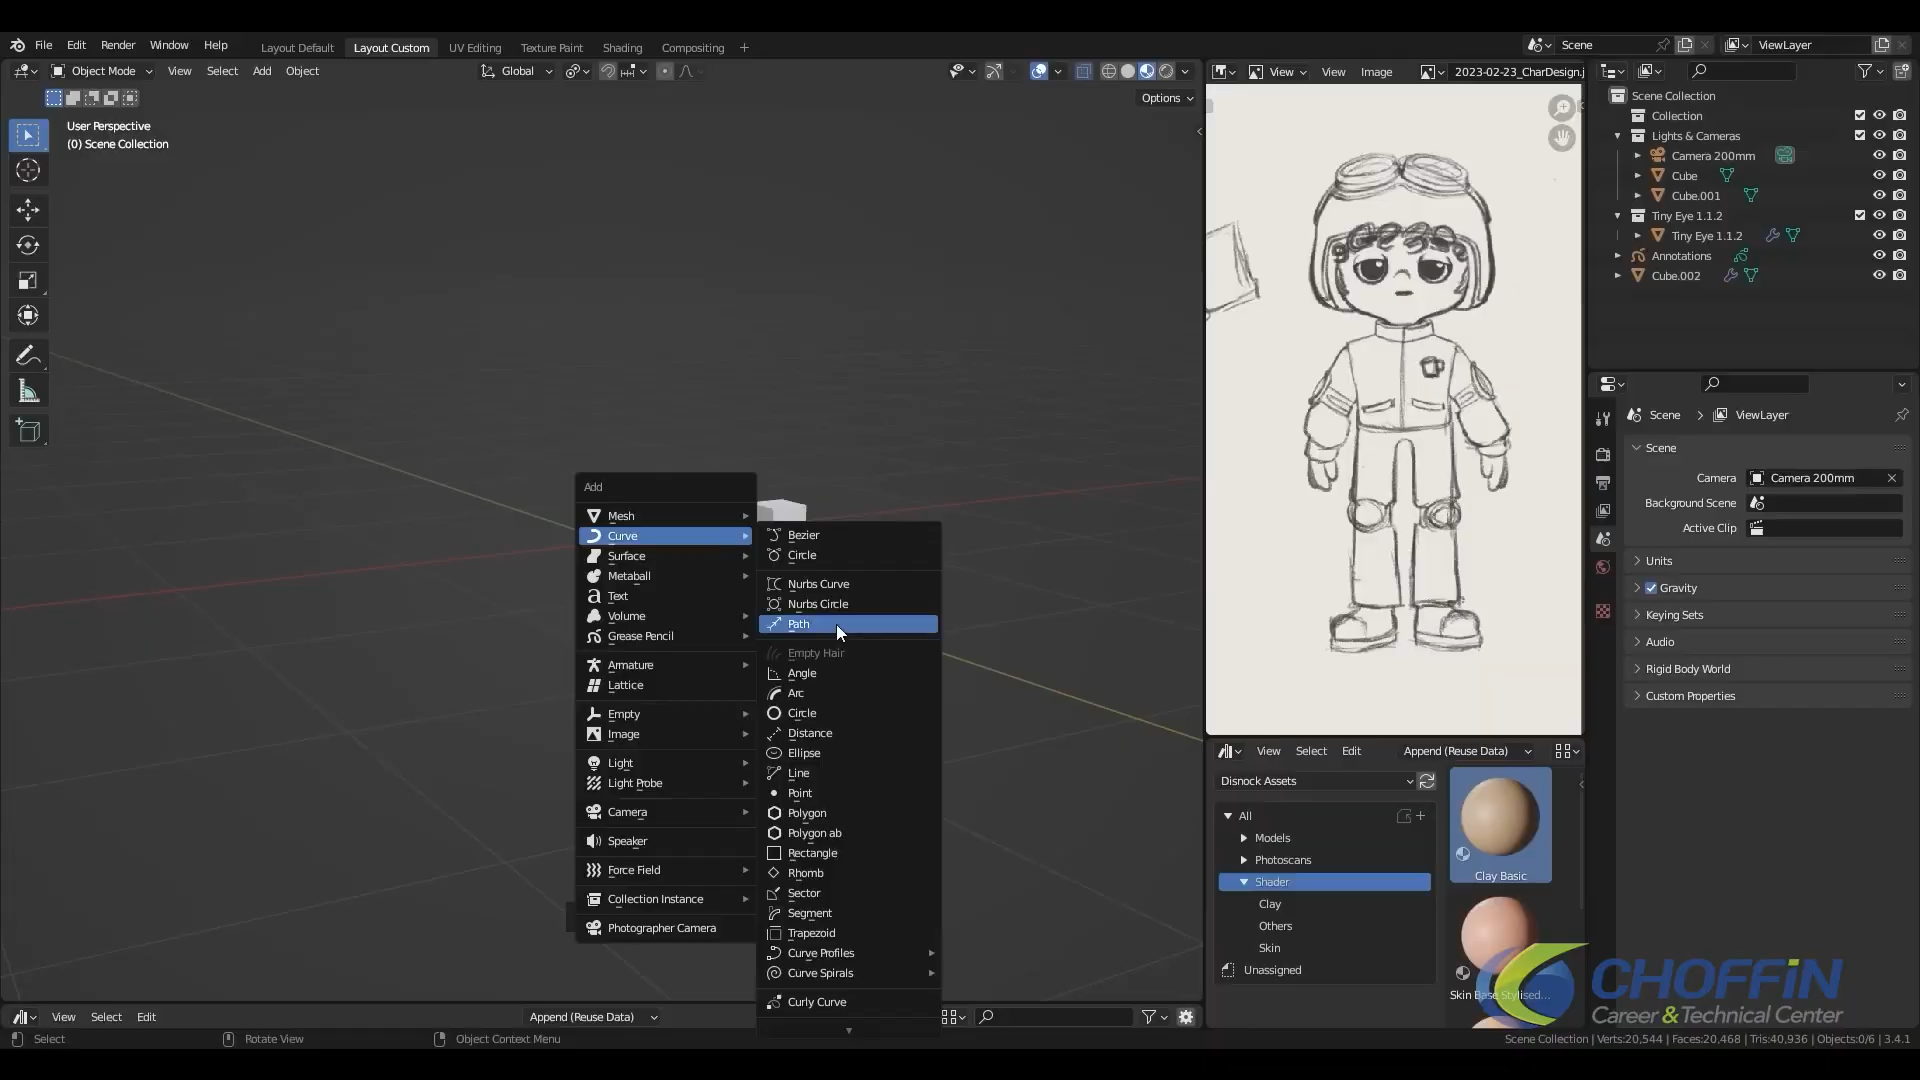 File Edit Render Window Help Layout Default Layout Custom UV Editing Texture Paint Shading Compositing + Scene ViewLayer
Object Mode View Select Add Object Global View View Image 2023-02-23_CharDesign.j
Options
User Perspective
(0) Scene Collection
Add
Mesh
Curve
Surface
Metaball
Text
Volume
Grease Pencil
Armature
Lattice
Empty
Image
Light
Light Probe
Camera
Speaker
Force Field
Collection Instance
Photographer Camera
Bezier
Circle
Nurbs Curve
Nurbs Circle
Path
Empty Hair
Angle
Arc
Circle
Distance
Ellipse
Line
Point
Polygon
Polygon ab
Rectangle
Rhomb
Sector
Segment
Trapezoid
Curve Profiles
Curve Spirals
Curly Curve
Scene Collection
Collection
Lights & Cameras
Camera 200mm
Cube
Cube.001
Tiny Eye 1.1.2
Tiny Eye 1.1.2
Annotations
Cube.002
Scene ViewLayer
Scene
Camera Camera 200mm
Background Scene
Active Clip
Units
Gravity
Keying Sets
Audio
Rigid Body World
Custom Properties
View Select Edit Append (Reuse Data)
Disnock Assets
All
Models
Photoscans
Shader
Clay
Others
Skin
Unassigned
Clay Basic
Skin Base Stylised...
CHOFFiN
Career & Technical Center
View Select Edit Append (Reuse Data)
Select Rotate View Object Context Menu Scene Collection | Verts:20,544 | Faces:20,468 | Tris:40,936 | Objects:0/6 | 3.4.1